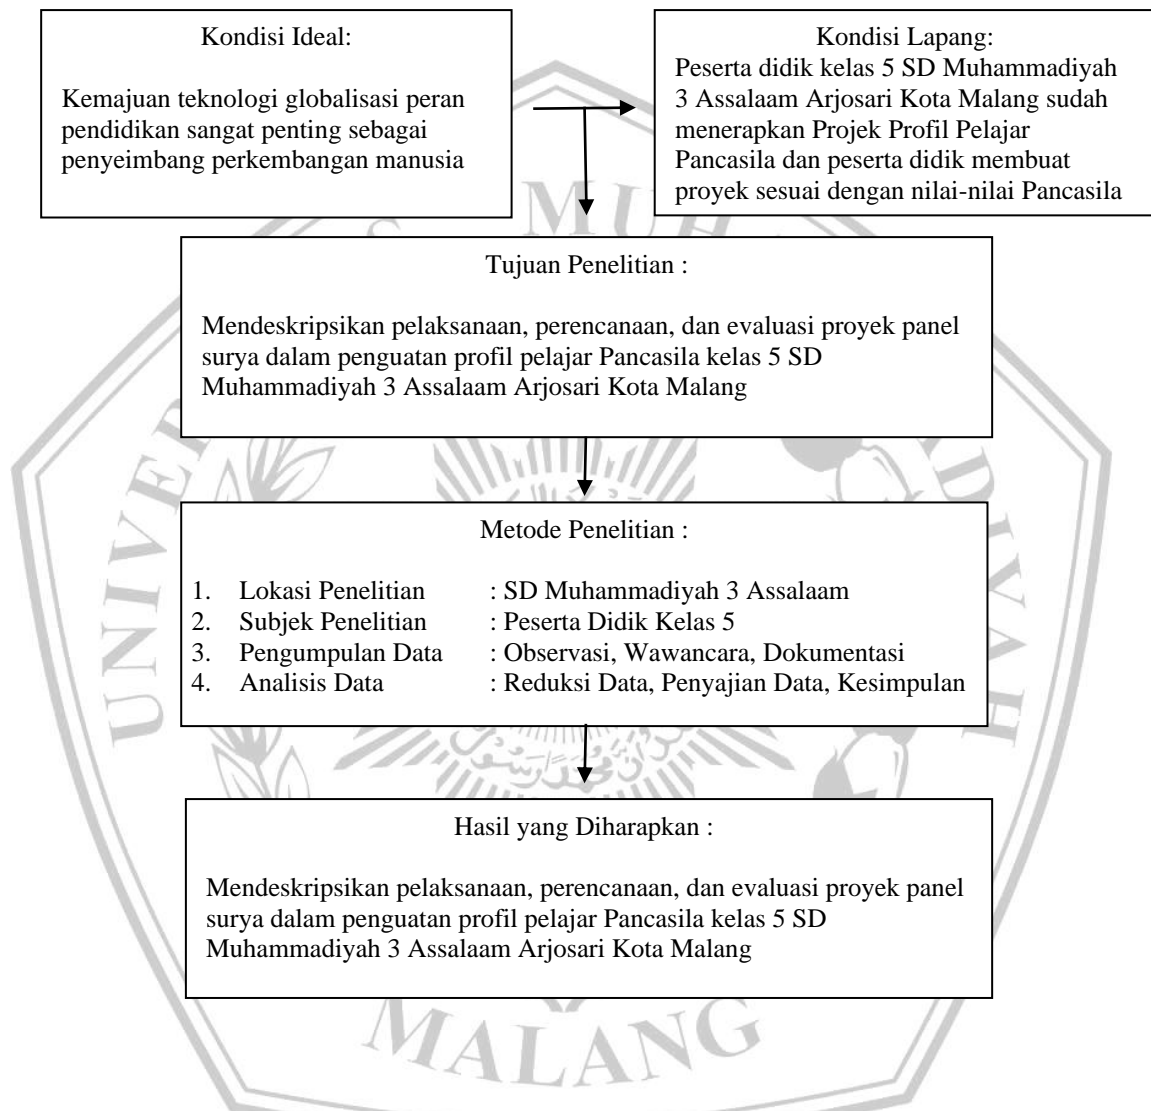 Kondisi Ideal:
Kemajuan teknologi globalisasi peran
pendidikan sangat penting sebagai
penyeimbang perkembangan manusia
Kondisi Lapang:
Peserta didik kelas 5 SD Muhammadiyah
3 Assalaam Arjosari Kota Malang sudah
menerapkan Projek Profil Pelajar
Pancasila dan peserta didik membuat
proyek sesuai dengan nilai-nilai Pancasila
Tujuan Penelitian :
Mendeskripsikan pelaksanaan, perencanaan, dan evaluasi proyek panel
surya dalam penguatan profil pelajar Pancasila kelas 5 SD
Muhammadiyah 3 Assalaam Arjosari Kota Malang
Metode Penelitian :
1. Lokasi Penelitian : SD Muhammadiyah 3 Assalaam
2. Subjek Penelitian : Peserta Didik Kelas 5
3. Pengumpulan Data : Observasi, Wawancara, Dokumentasi
4. Analisis Data : Reduksi Data, Penyajian Data, Kesimpulan
Hasil yang Diharapkan :
Mendeskripsikan pelaksanaan, perencanaan, dan evaluasi proyek panel
surya dalam penguatan profil pelajar Pancasila kelas 5 SD
Muhammadiyah 3 Assalaam Arjosari Kota Malang
MALANG